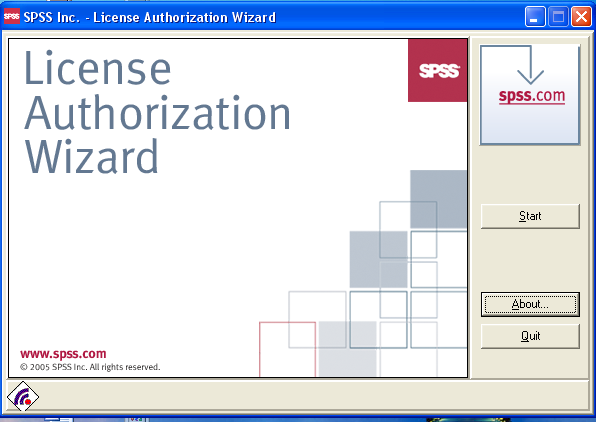 SPSS SPSS Inc. - License Authorization Wizard
License
Authorization
Wizard
SPSS
spss.com
Start
About...
Quit
www.spss.com
© 2005 SPSS Inc. All rights reserved.